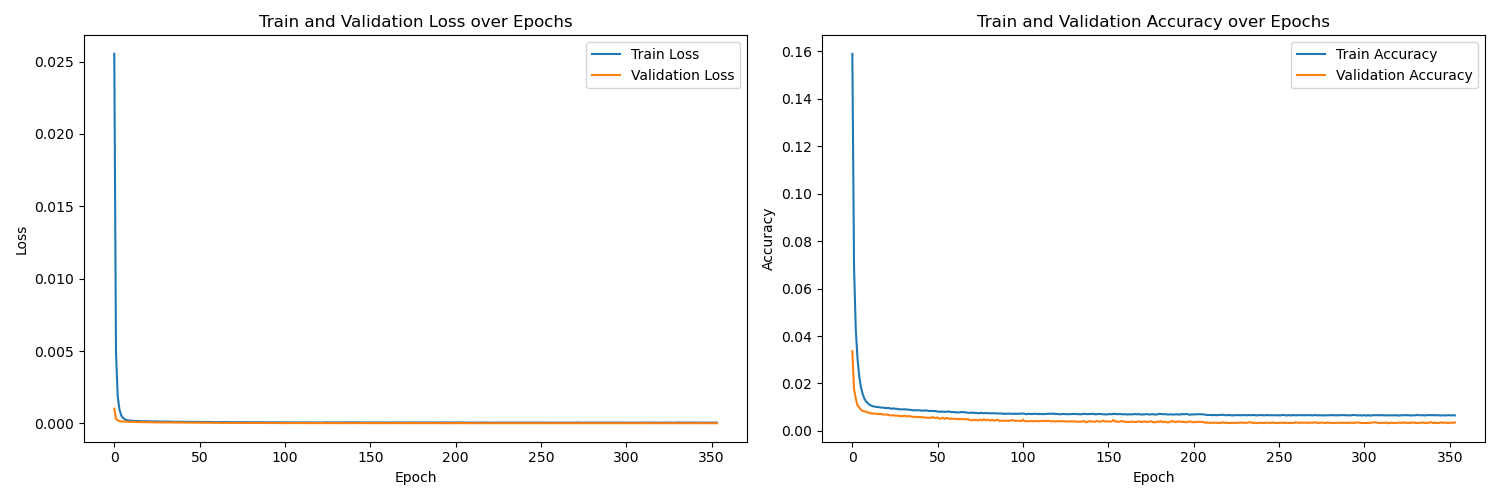 Train and Validation Loss over Epochs
Train Loss
Validation Loss
0.025
0.020
0.015
0.010
0.005
0.000
Loss
0 50 100 150 200 250 300 350
Epoch
Train and Validation Accuracy over Epochs
Train Accuracy
Validation Accuracy
0.16
0.14
0.12
0.10
0.08
0.06
0.04
0.02
0.00
Accuracy
0 50 100 150 200 250 300 350
Epoch